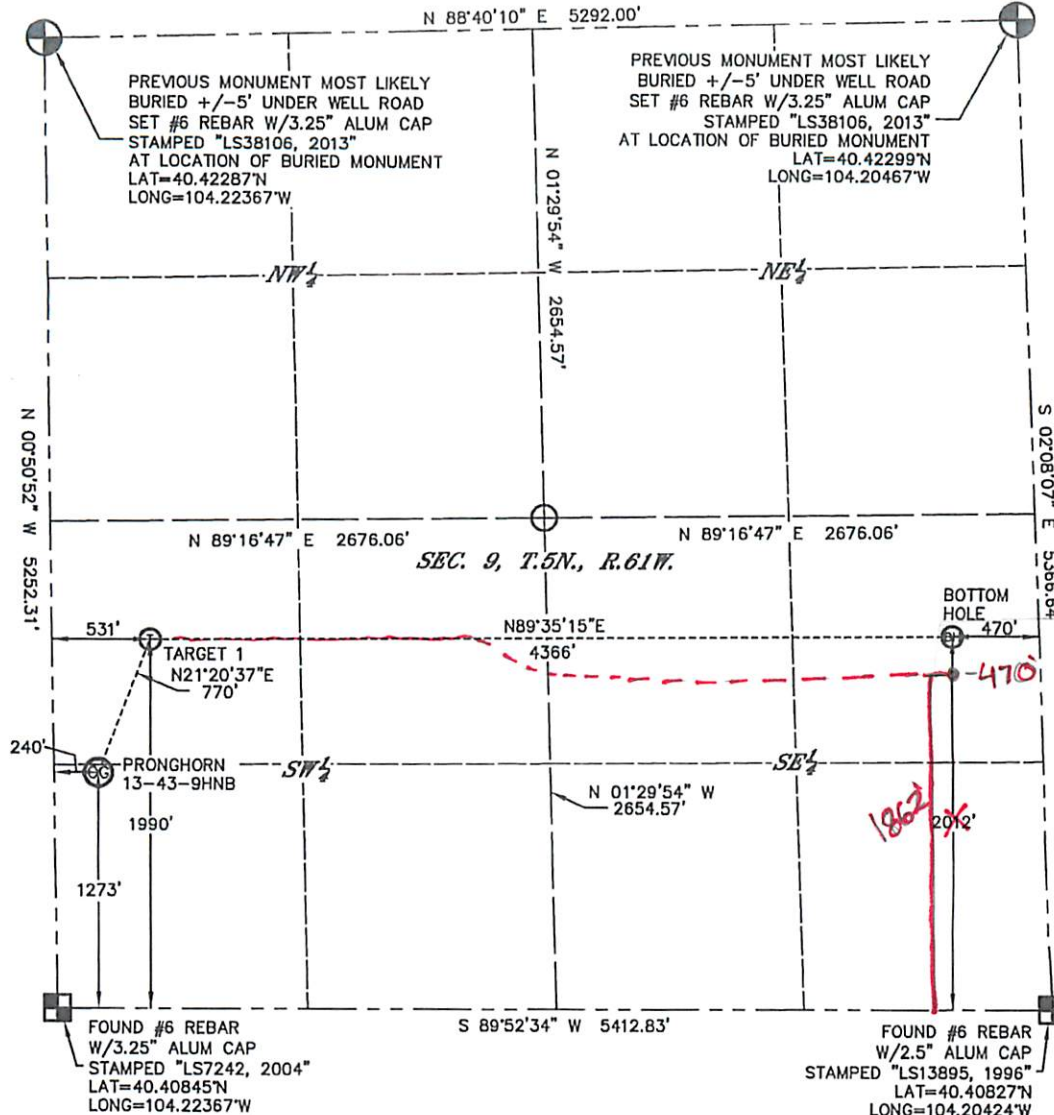 N 88°40'10" E 5292.00'
PREVIOUS MONUMENT MOST LIKELY
BURIED +/-5' UNDER WELL ROAD
SET #6 REBAR W/3.25" ALUM CAP
STAMPED "LS38106, 2013"
AT LOCATION OF BURIED MONUMENT
LAT=40.42287°N
LONG=104.22367°W
PREVIOUS MONUMENT MOST LIKELY
BURIED +/-5' UNDER WELL ROAD
SET #6 REBAR W/3.25" ALUM CAP
STAMPED "LS38106, 2013"
AT LOCATION OF BURIED MONUMENT
LAT=40.42299°N
LONG=104.20467°W
N 01°29'54" W 2654.57'
NW¼
NE¼
N 00°50'52" W 5252.31'
S 02°08'07" E
N 89°16'47" E 2676.06'
N 89°16'47" E 2676.06'
SEC. 9, T.5N., R.61W.
BOTTOM
HOLE
531'
N89°35'15"E
4366'
470'
TARGET 1
N21°20'37"E
770'
-470'
240'
PRONGHORN
13-43-9HNB
SW¼
SE¼
N 01°29'54" W
2654.57'
1990'
1862'
2012'
1273'
S 89°52'34" W 5412.83'
FOUND #6 REBAR
W/3.25" ALUM CAP
STAMPED "LS7242, 2004"
LAT=40.40845°N
LONG=104.22367°W
FOUND #6 REBAR
W/2.5" ALUM CAP
STAMPED "LS13895, 1996"
LAT=40.40827°N
LONG=104.20424°W